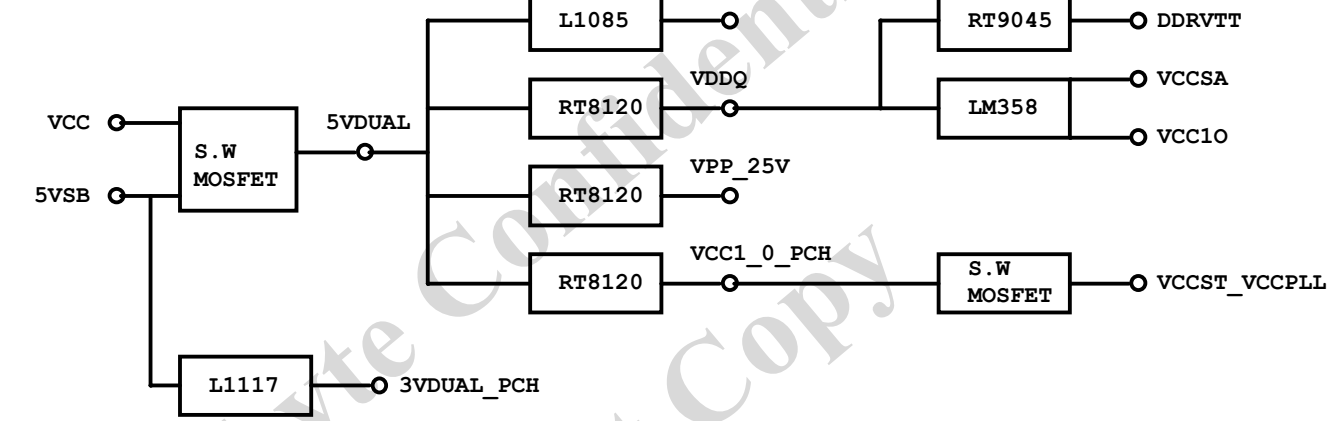 L1085
RT9045
DDRVTT
VDDQ
VCCSA
RT8120
LM358
VCC
5VDUAL
VCC1O
S.W
MOSFET
VPP_25V
5VSB
RT8120
VCC1_0_PCH
RT8120
S.W
MOSFET
VCCST_VCCPLL
L1117
3VDUAL_PCH